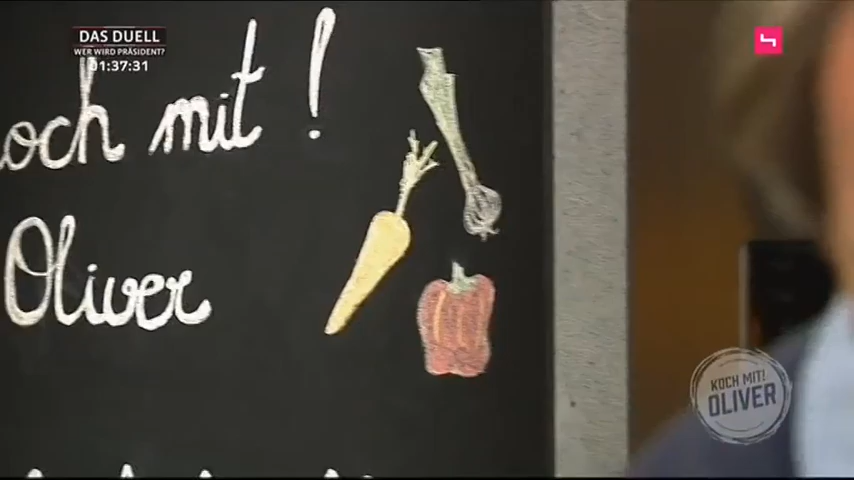 DAS DUELL
WER WIRD PRÄSIDENT?
01:37:31
och mit!
Oliver
KOCH MIT!
OLIVER